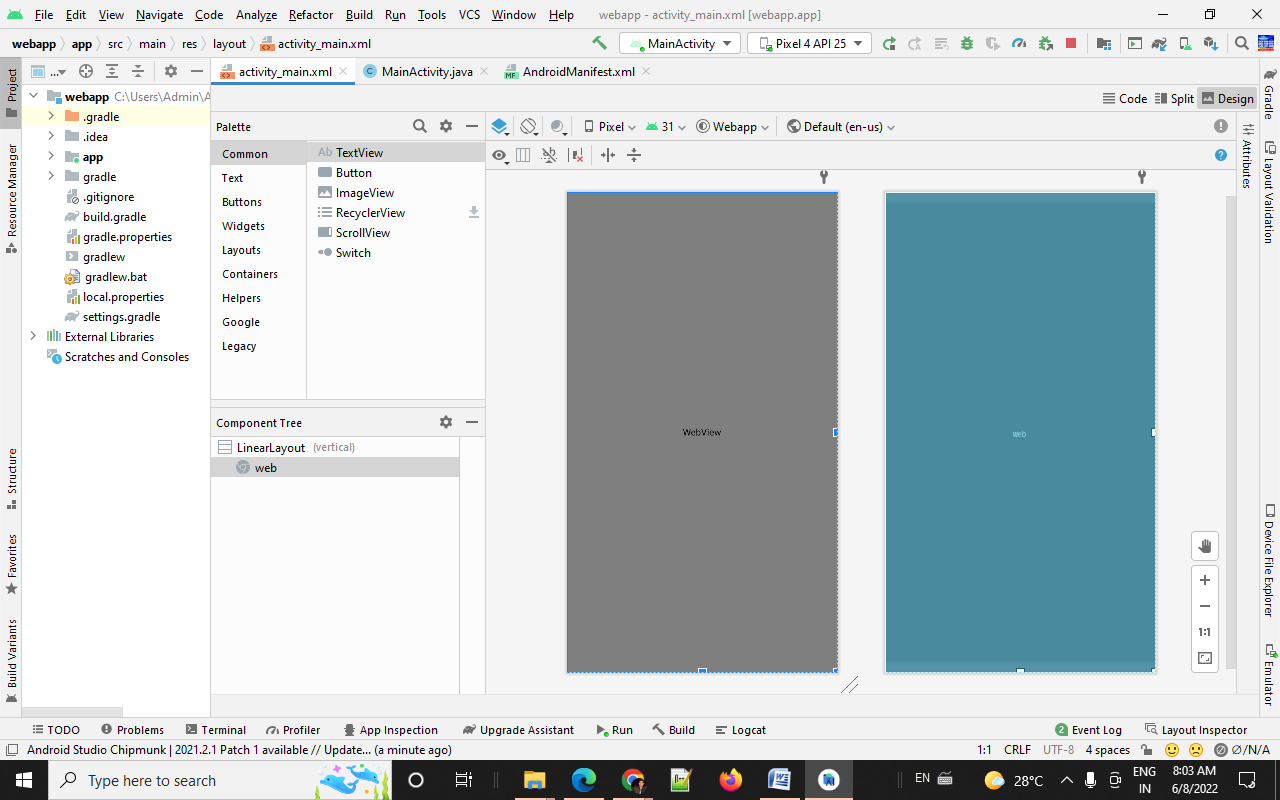 File Edit View Navigate Code Analyze Refactor Build Run Tools VCS Window Help webapp - activity_main.xml [webapp.app]
webapp app src main res layout activity_main.xml MainActivity Pixel 4 API 25
Project
Resource Manager
Structure
Favorites
Build Variants
... activity_main.xml MainActivity.java AndroidManifest.xml
webapp C:\Users\Admin\A
.gradle
.idea
app
gradle
.gitignore
build.gradle
gradle.properties
gradlew
gradlew.bat
local.properties
settings.gradle
External Libraries
Scratches and Consoles
Code Split Design
Palette
Common
Text
Buttons
Widgets
Layouts
Containers
Helpers
Google
Legacy
Ab TextView
Button
ImageView
RecyclerView
ScrollView
Switch
Component Tree
LinearLayout (vertical)
web
Pixel 31 Webapp Default (en-us)
WebView
web
1:1
Gradle
Layout Validation
Attributes
Device File Explorer
Emulator
TODO Problems Terminal Profiler App Inspection Upgrade Assistant Run Build Logcat 2 Event Log Layout Inspector
Android Studio Chipmunk | 2021.2.1 Patch 1 available // Update... (a minute ago) 1:1 CRLF UTF-8 4 spaces ∅/N/A
Type here to search EN 28°C ENG 8:03 AM
IN 6/8/2022